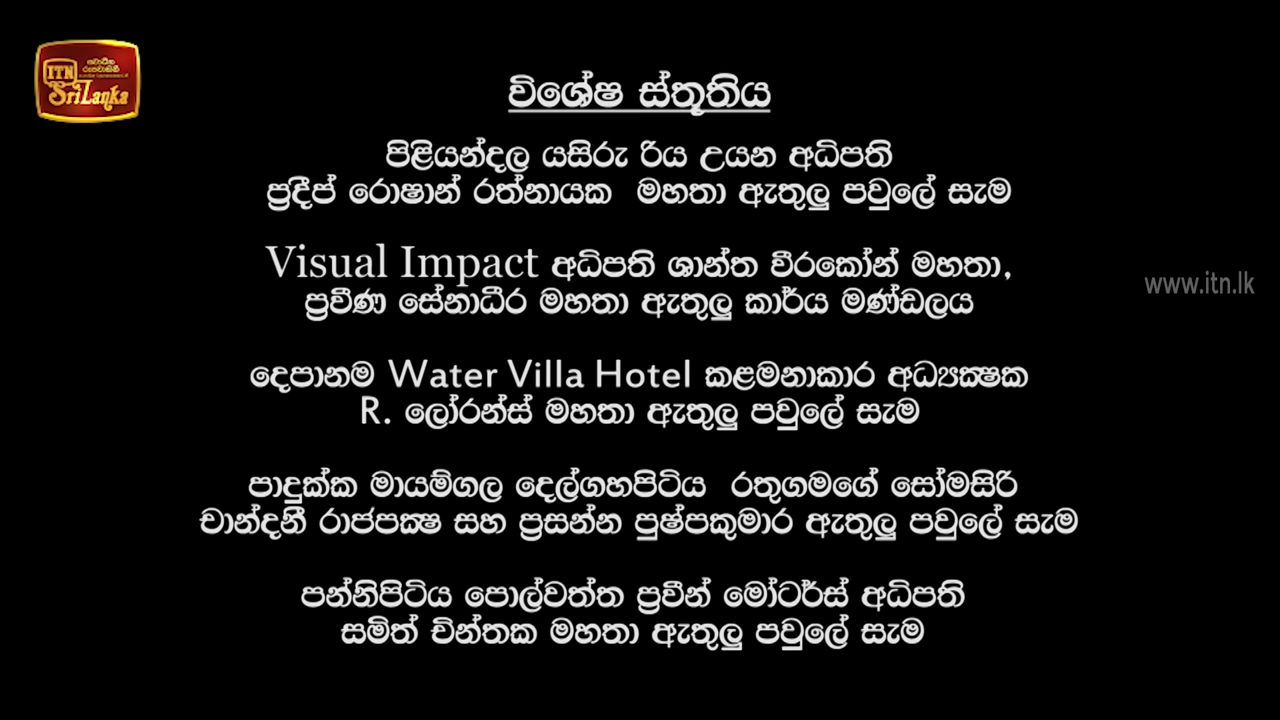 ITN
ස්වාධීන
රූපවාහිනී
Sri Lanka
විශේෂ ස්තූතිය
පිළියන්දල යසිරු රිය උයන අධිපති
ප්‍රදීප් රොෂාන් රත්නායක මහතා ඇතුලු පවුලේ සැම
Visual Impact අධිපති ශාන්ත වීරකෝන් මහතා,
ප්‍රවීණ සේනාධීර මහතා ඇතුලු කාර්ය මණ්ඩලය
www.itn.lk
දෙපානම Water Villa Hotel කළමනාකාර අධ්‍යක්ෂක
R. ලෝරන්ස් මහතා ඇතුලු පවුලේ සැම
පාදුක්ක මායම්ගල දෙල්ගහපිටිය රතුගමගේ සෝමසිරි
චාන්දනී රාජපක්ෂ සහ ප්‍රසන්න පුෂ්පකුමාර ඇතුලු පවුලේ සැම
පන්නිපිටිය පොල්වත්ත ප්‍රවීන් මෝටර්ස් අධිපති
සමිත් චින්තක මහතා ඇතුලු පවුලේ සැම